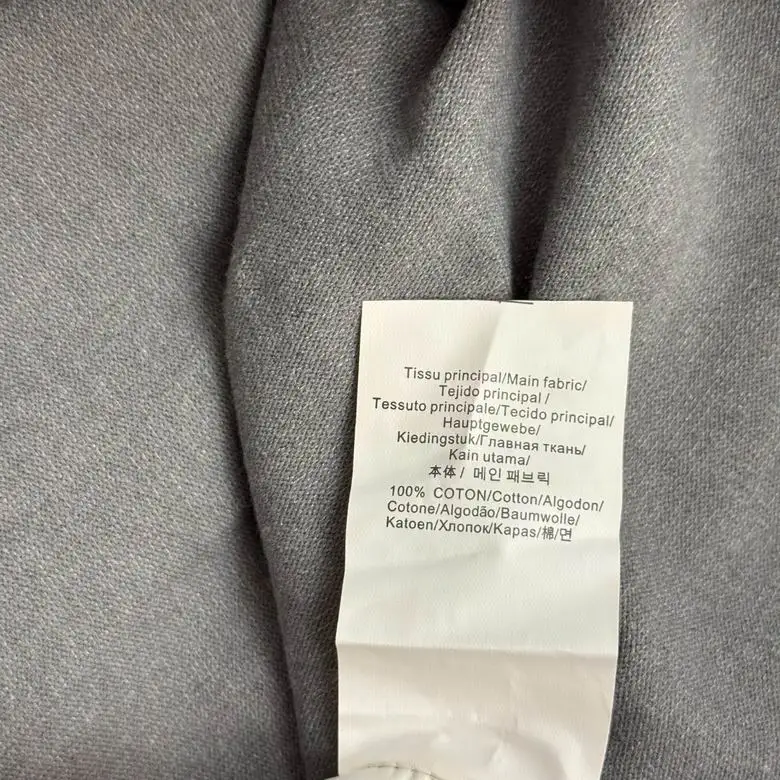 Tissu principal/Main fabric/
Tejido principal /
Tessuto principale/Tecido principal/
Hauptgewebe/
Kiedingstuk/Главная ткань/
Kain utama/
本体 / 메인 패브릭
100% COTON/Cotton/Algodon/
Cotone/Algodão/Baumwolle/
Katoen/Хлопок/Kapas/棉/면